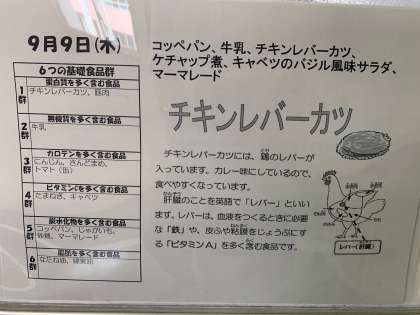 9月9日(木)
コッペパン、牛乳、チキンレバーカツ、
ケチャップ煮、キャベツのバジル風味サラダ、
マーマレード
6つの基礎食品群
蛋白質を多く含む食品
1群
チキンレバーカツ、豚肉
無機質を多く含む食品
2群
牛乳
カロテンを多く含む食品
3群
にんじん、さんどまめ、
トマト(缶)
ビタミンCを多く含む食品
4群
たまねぎ、キャベツ
炭水化物を多く含む食品
5群
コッペパン、じゃがいも、
砂糖、マーマレード
脂肪を多く含む食品
6群
なたね油、綿実油
チキンレバーカツ
チキンレバーカツには、鶏のレバーが
入っています。カレー味にしているので、
食べやすくなっています。
肝臓のことを英語で「レバー」といい
ます。レバーは、血液をつくるときに必要
な「鉄」や、皮ふや粘膜をじょうぶにす
る「ビタミンA」を多く含む食品です。
レバー(肝臓)